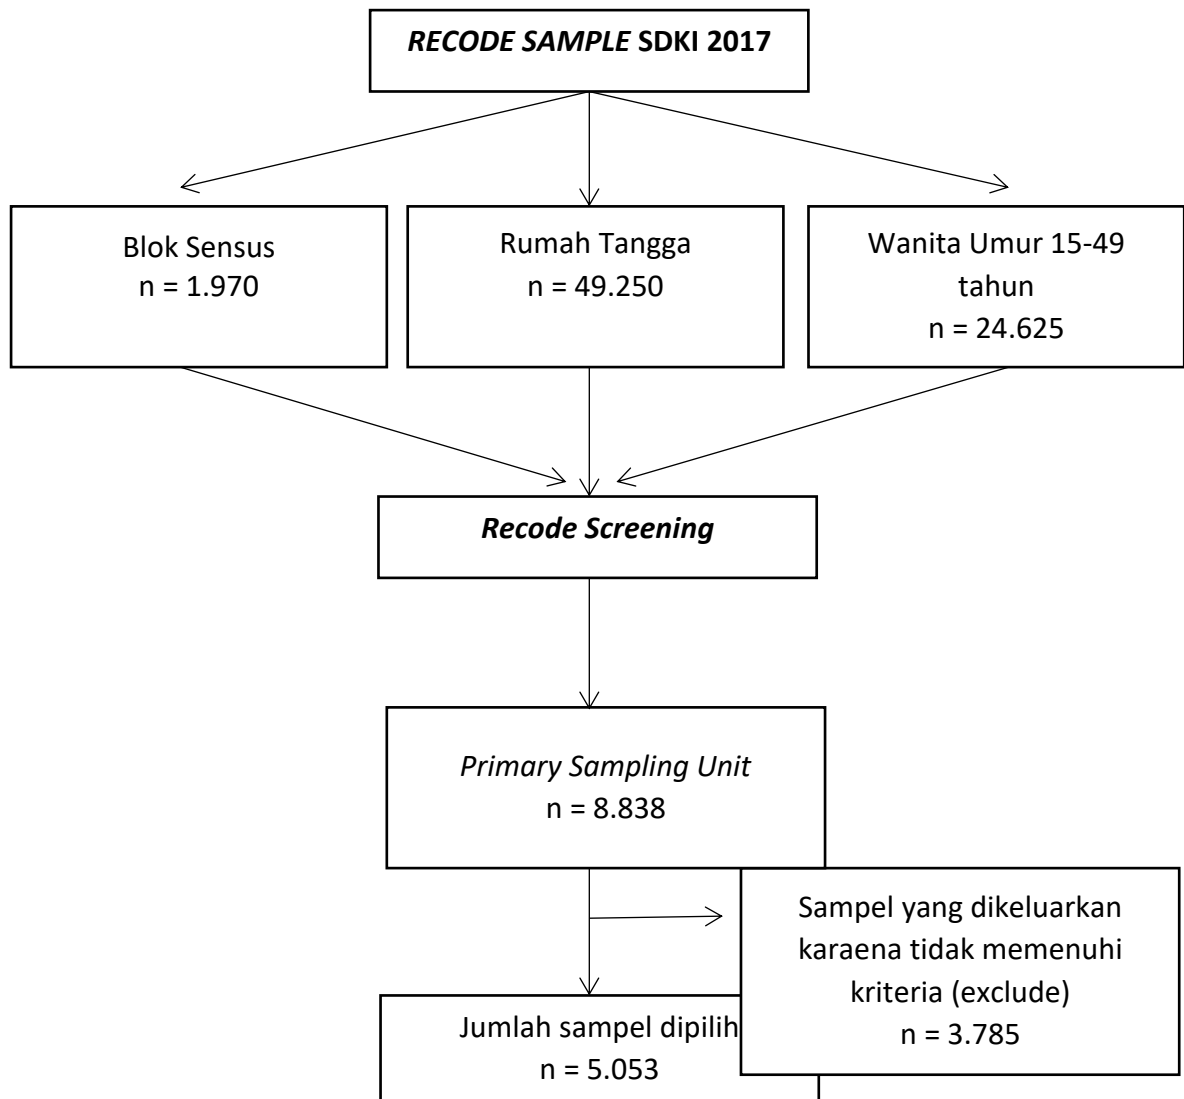 RECODE SAMPLE SDKI 2017
Blok Sensus
n = 1.970
Rumah Tangga
n = 49.250
Wanita Umur 15-49
tahun
n = 24.625
Recode Screening
Primary Sampling Unit
n = 8.838
Sampel yang dikeluarkan
karaena tidak memenuhi
kriteria (exclude)
n = 3.785
Jumlah sampel dipilih
n = 5.053